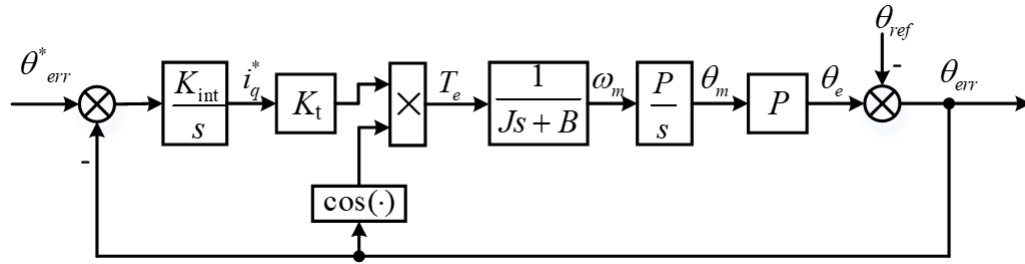 θ*err
-
Kint/s
i*q
Kt
×
Te
cos(·)
1/(Js + B)
ωm
P/s
θm
P
θe
θref
-
θerr